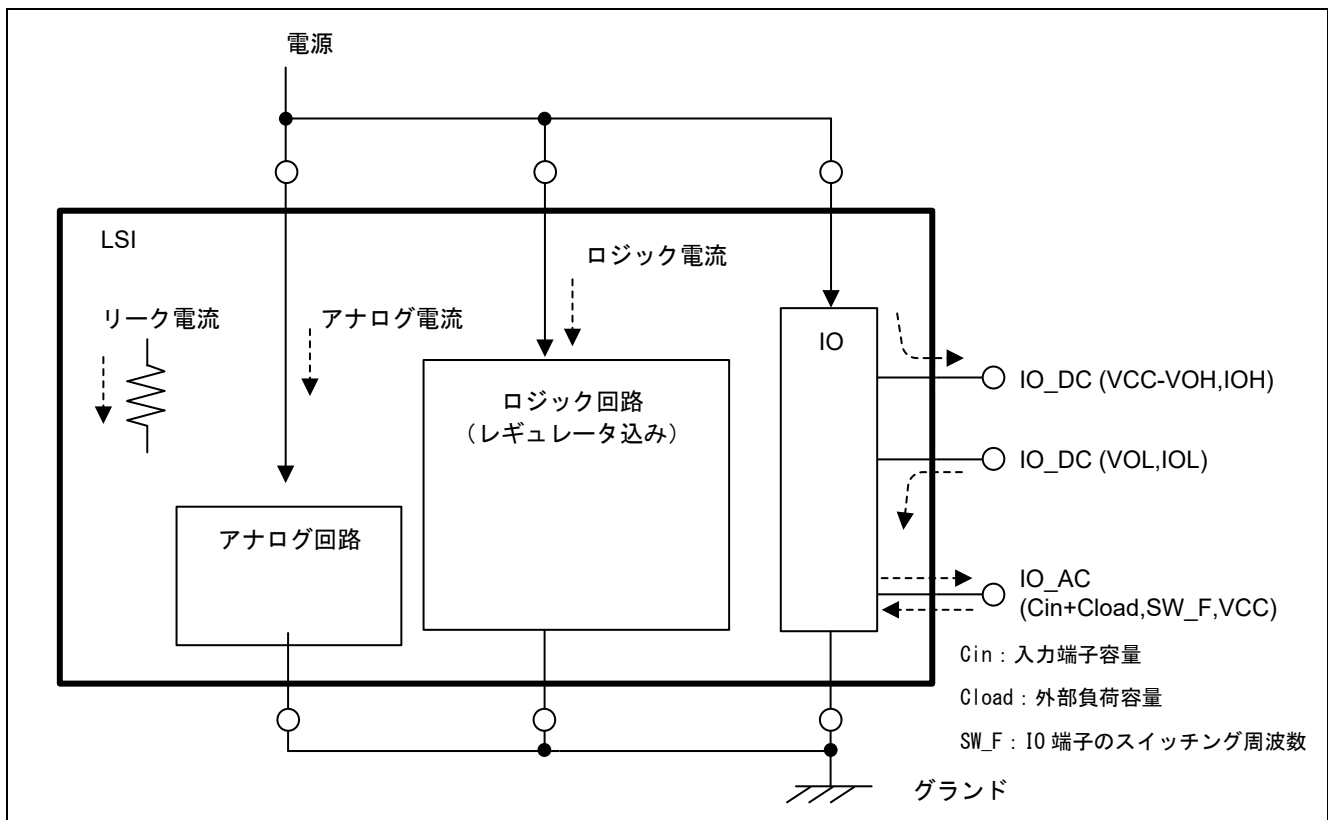 電源
LSI
ロジック電流
リーク電流
アナログ電流
IO
ロジック回路
(レギュレータ込み)
アナログ回路
IO_DC (VCC-VOH,IOH)
IO_DC (VOL,IOL)
IO_AC
(Cin+Cload,SW_F,VCC)
Cin:入力端子容量
Cload:外部負荷容量
SW_F:IO 端子のスイッチング周波数
グランド